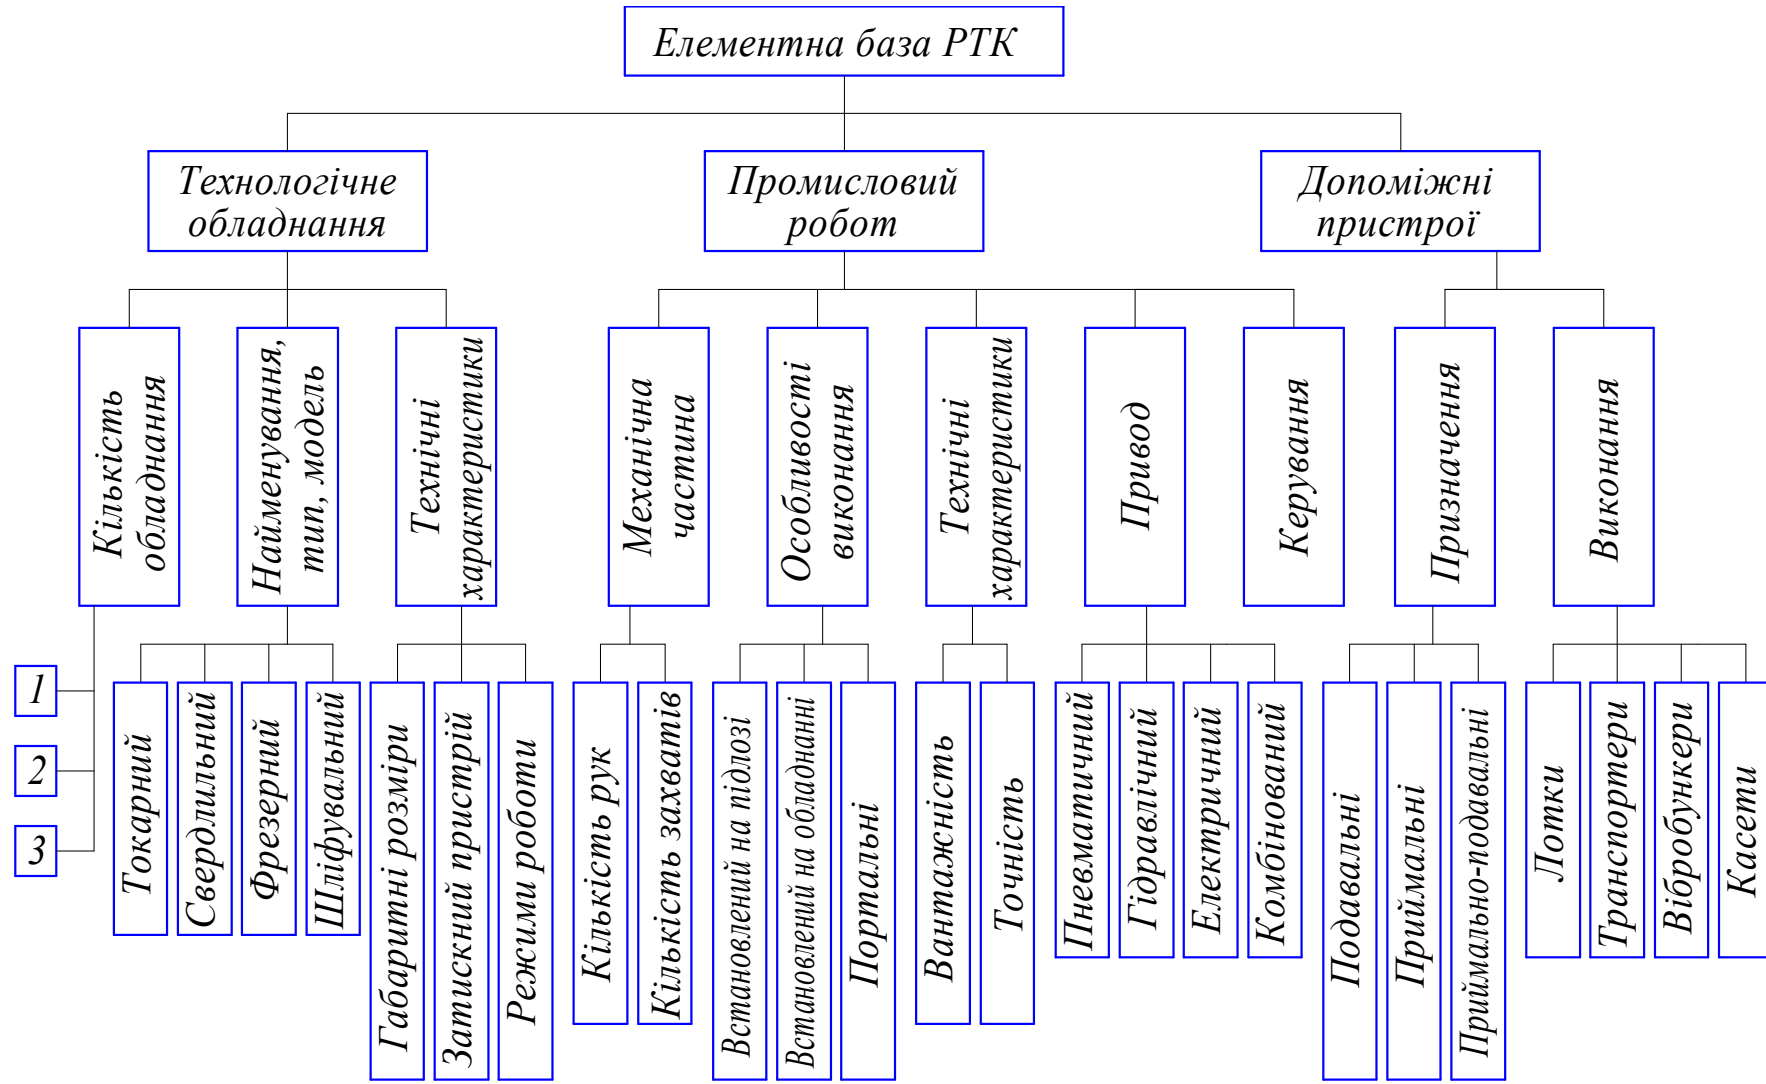 Елементна база РТК
Технологічне
обладнання
Промисловий
робот
Допоміжні
пристрої
Кількість
обладнання
Найменування,
тип, модель
Технічні
характеристики
Механічна
частина
Особливості
виконання
Технічні
характеристики
Привод
Керування
Призначення
Виконання
1
2
3
Токарний
Свердлильний
Фрезерний
Шліфувальний
Габаритні розміри
Затискний пристрій
Режими роботи
Кількість рук
Кількість захватів
Встановлений на підлозі
Встановлений на обладнанні
Портальні
Вантажність
Точність
Пневматичний
Гідравлічний
Електричний
Комбінований
Подавальні
Приймальні
Приймально-подавальні
Лотки
Транспортери
Вібробункери
Касети